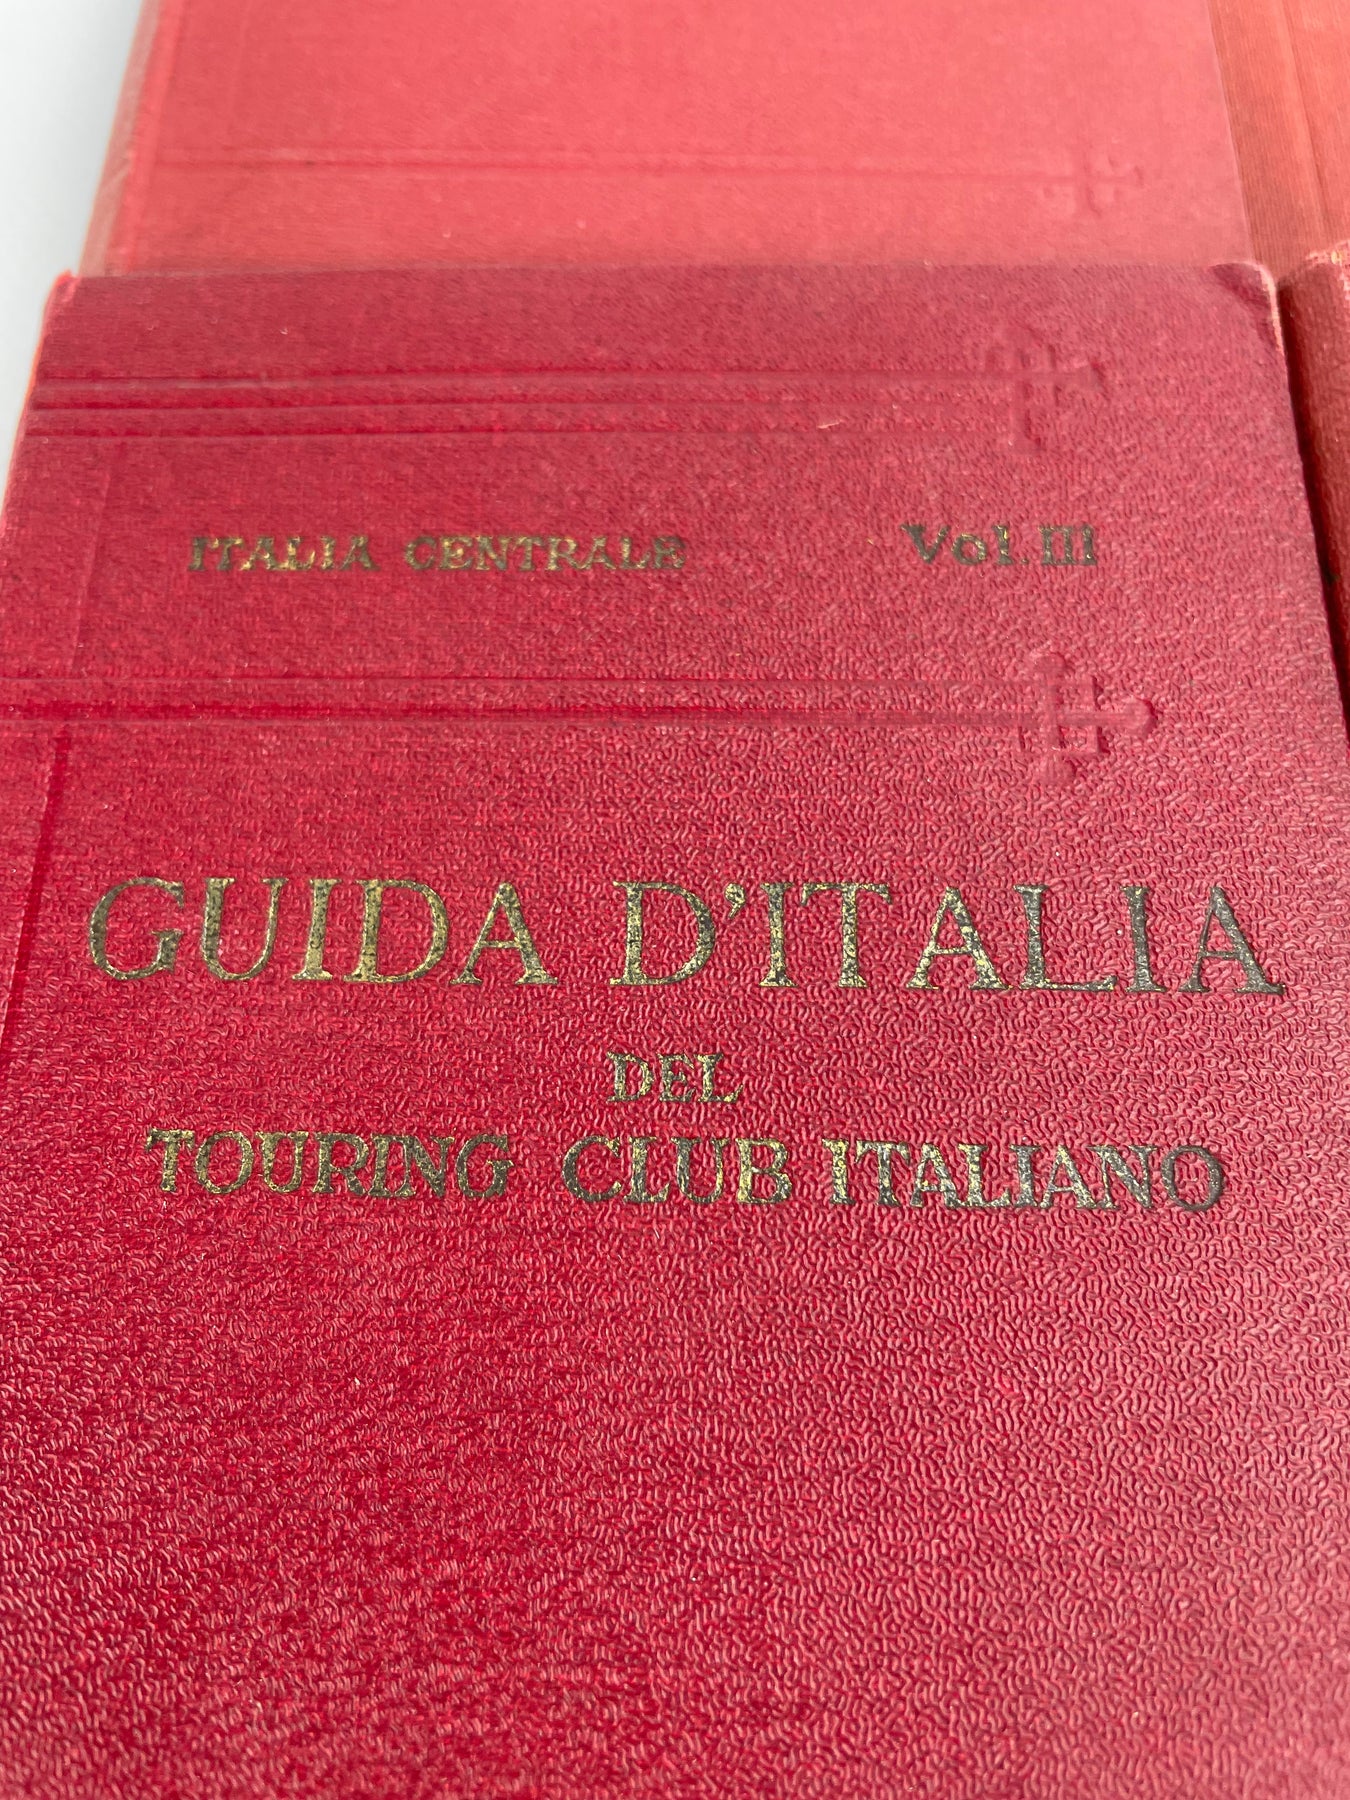 ITALIA CENTRALE Vol. III
GUIDA D'ITALIA
DEL
TOURING CLUB ITALIANO